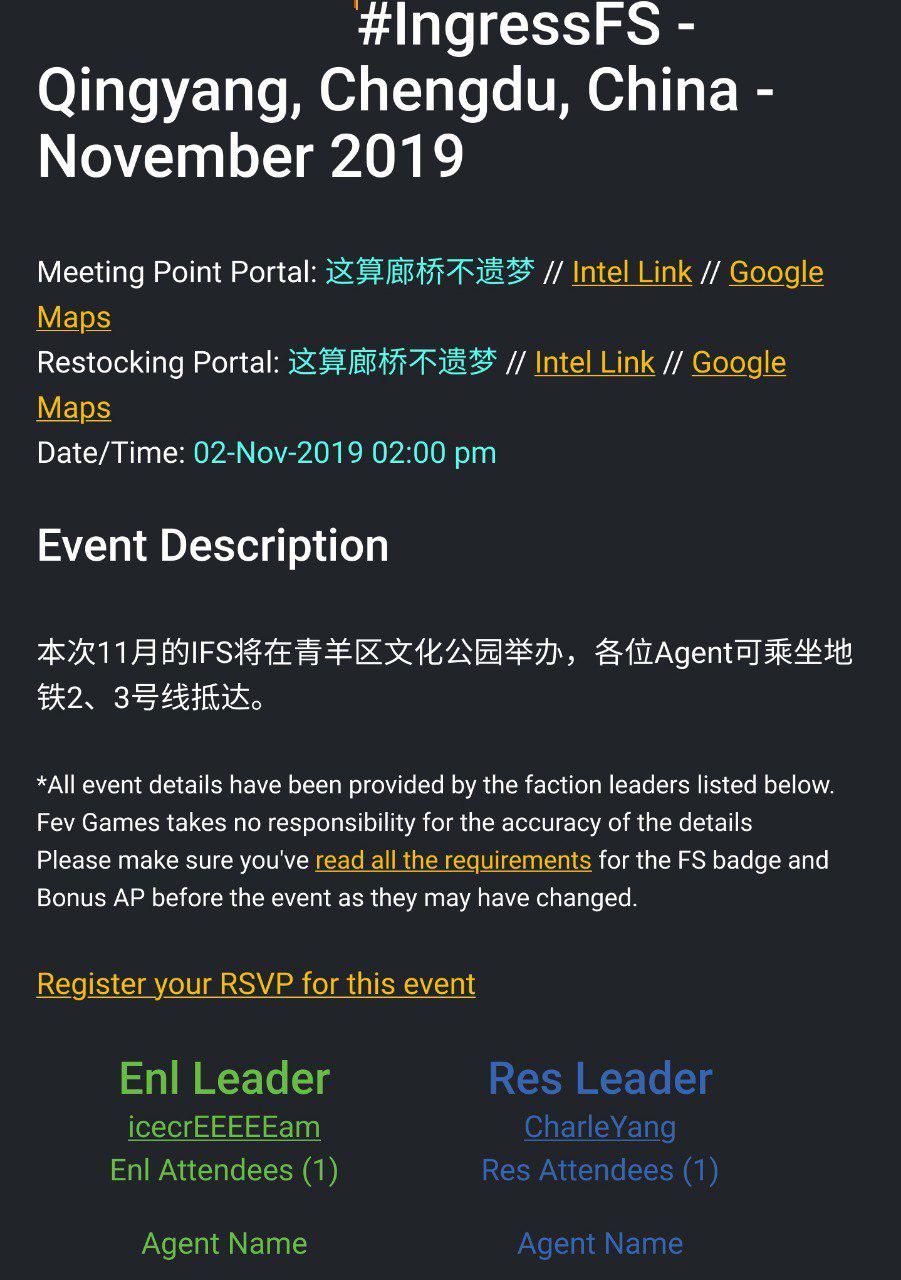 #IngressFS -
Qingyang, Chengdu, China -
November 2019
Meeting Point Portal: 这算廊桥不遗梦 // Intel Link // Google
Maps
Restocking Portal: 这算廊桥不遗梦 // Intel Link // Google
Maps
Date/Time: 02-Nov-2019 02:00 pm
Event Description
本次11月的IFS将在青羊区文化公园举办，各位Agent可乘坐地
铁2、3号线抵达。
*All event details have been provided by the faction leaders listed below.
Fev Games takes no responsibility for the accuracy of the details
Please make sure you've read all the requirements for the FS badge and
Bonus AP before the event as they may have changed.
Register your RSVP for this event
Enl Leader
icecrEEEEEam
Enl Attendees (1)
Agent Name
Res Leader
CharleYang
Res Attendees (1)
Agent Name